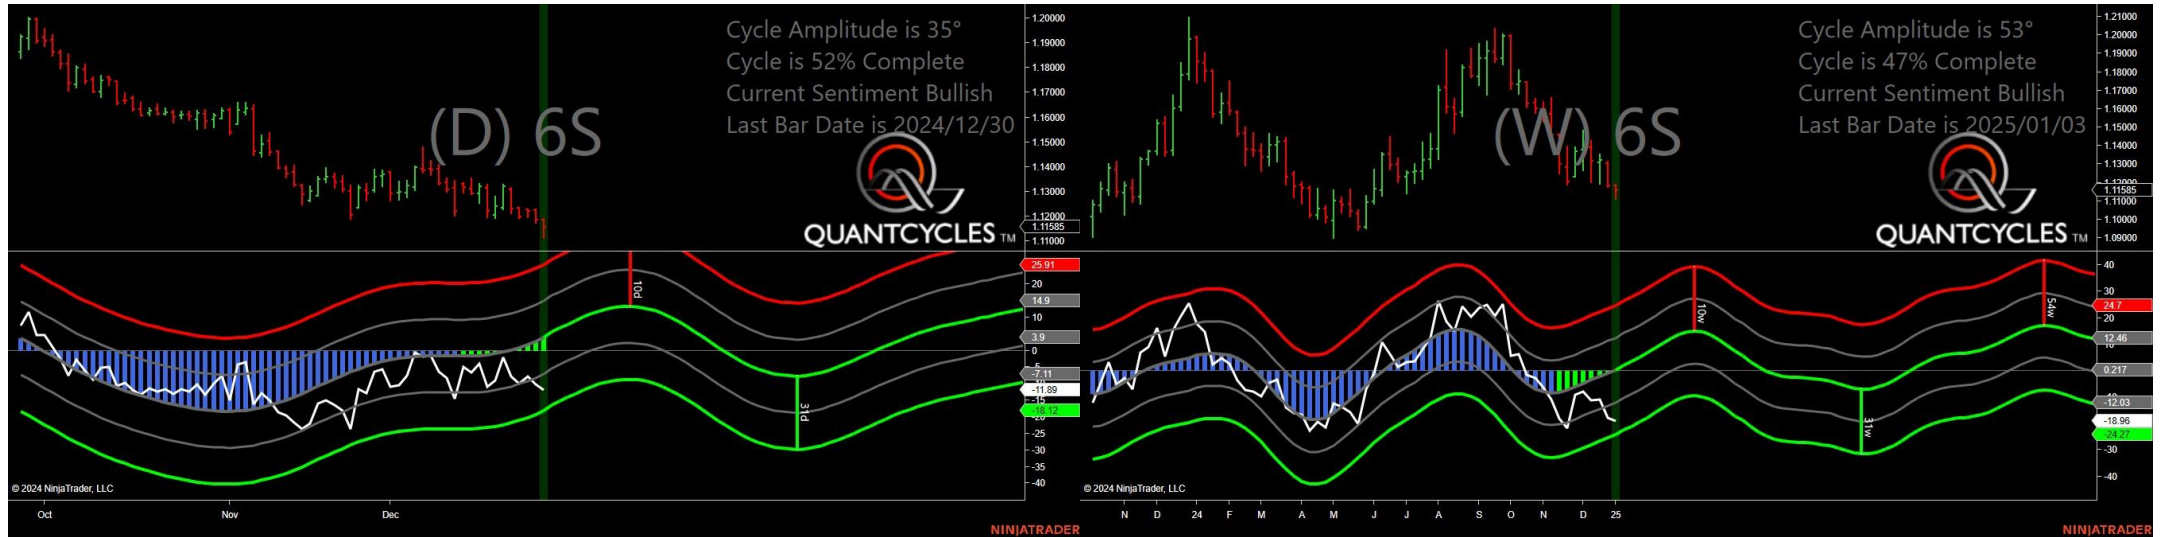 Cycle Amplitude is 35°
Cycle is 52% Complete
Current Sentiment Bullish
Last Bar Date is 2024/12/30
(D) 6S
QUANTCYCLES TM
1.20000
1.19000
1.18000
1.17000
1.16000
1.15000
1.14000
1.13000
1.12000
1.11585
1.11000
25.91
20
14.9
10
3.9
0
-7.11
-11.89
-15
-18.12
-25
-30
-35
-40
10d
31d
© 2024 NinjaTrader, LLC
Oct
Nov
Dec
NINJATRADER
Cycle Amplitude is 53°
Cycle is 47% Complete
Current Sentiment Bullish
Last Bar Date is 2025/01/03
(W) 6S
QUANTCYCLES TM
1.21000
1.20000
1.19000
1.18000
1.17000
1.16000
1.15000
1.14000
1.13000
1.12000
1.11585
1.11000
1.10000
1.09000
40
30
24.7
20
12.46
10
0.217
-12.03
-18.96
-24.27
-30
-40
10w
31w
54w
© 2024 NinjaTrader, LLC
N D 24 F M A M J J A S O N D 25
NINJATRADER